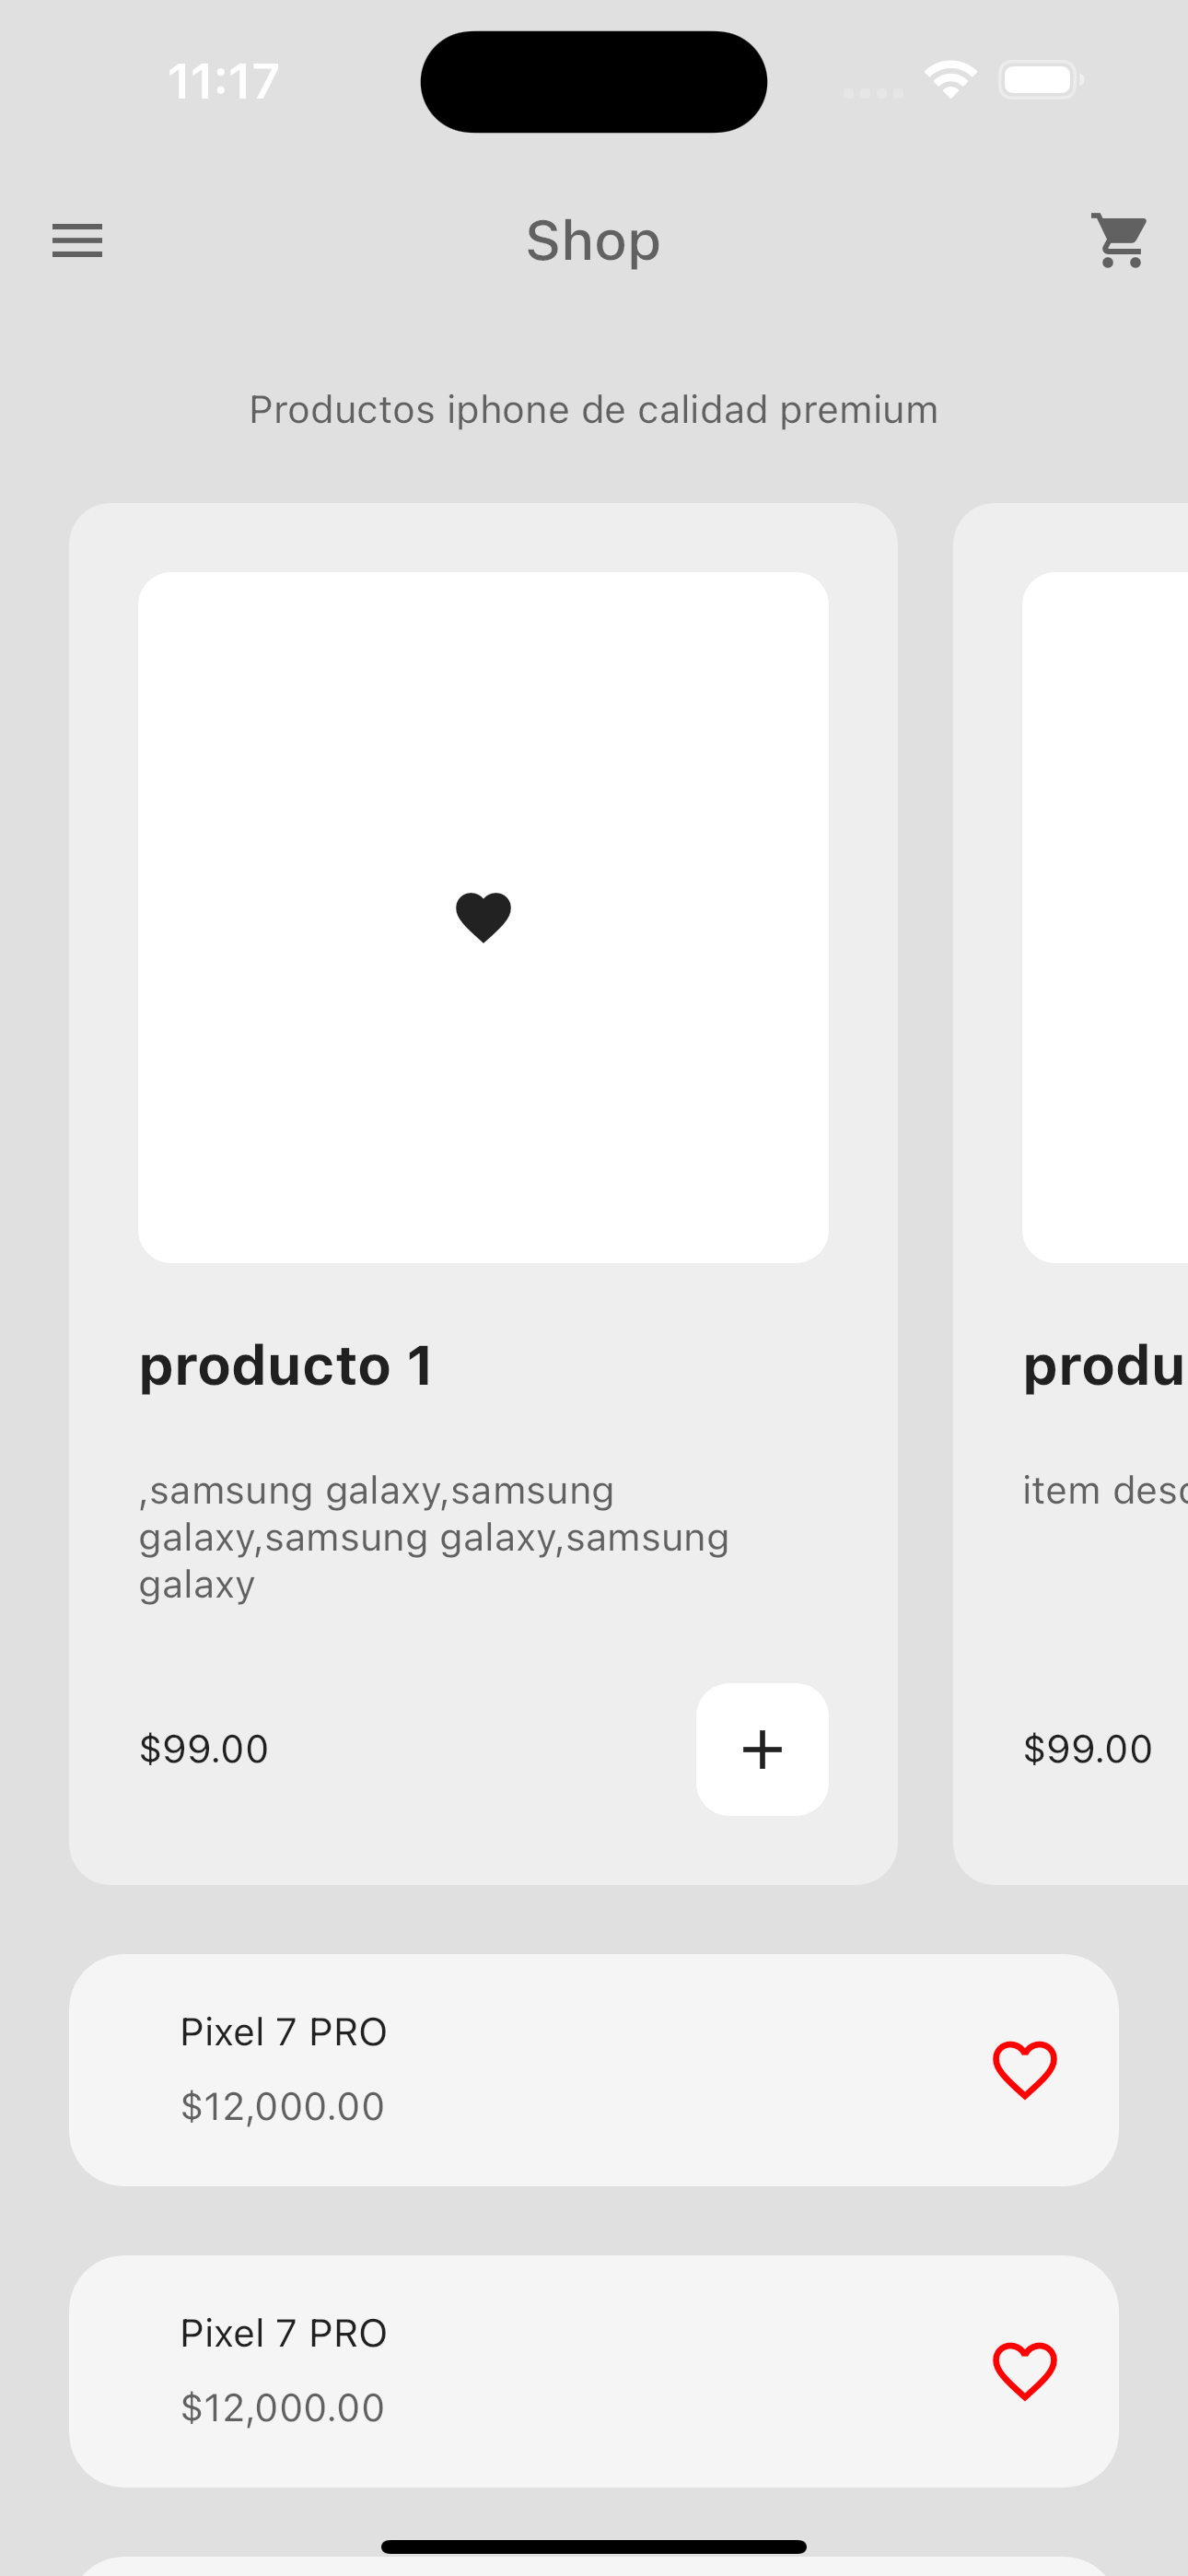 11:17
Shop
Productos iphone de calidad premium
producto 1
,samsung galaxy,samsung
galaxy,samsung galaxy,samsung
galaxy
$99.00
produ
item desc
$99.00
Pixel 7 PRO
$12,000.00
Pixel 7 PRO
$12,000.00